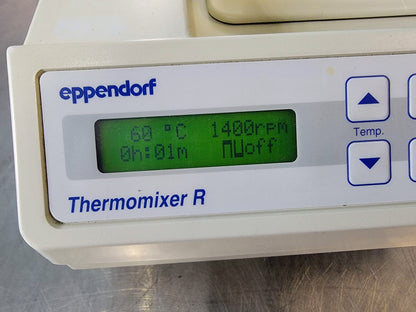 eppendorf
60 °C 1400rpm
0h:01m off
Temp.
Thermomixer R